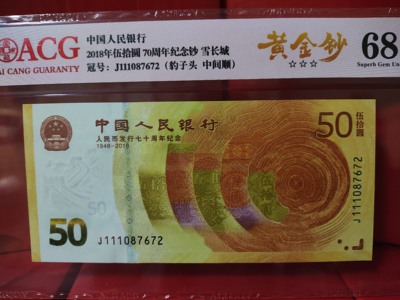 ACG
AI CANG GUARANTY
中国人民银行
2018年伍拾圆 70周年纪念钞 雪长城
冠号: J111087672 (豹子头 中间顺)
黄金钞
☆☆☆
68
Superb Gem Un
中国人民银行
人民币发行七十周年纪念
1948-2018
50
伍拾圆
J111087672
50
J111087672